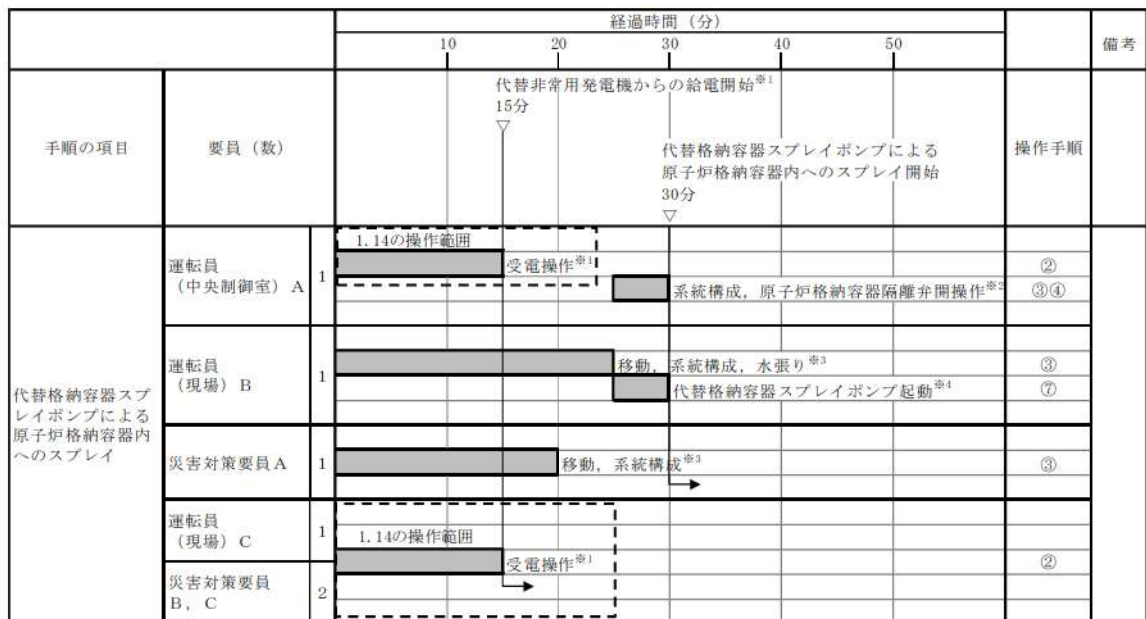 経過時間（分）
備考
10 20 30 40 50
手順の項目
要員（数）
操作手順
代替非常用発電機からの給電開始※1
15分
▽
代替格納容器スプレイポンプによる
原子炉格納容器内へのスプレイ開始
30分
▽
代替格納容器スプ
レイポンプによる
原子炉格納容器内
へのスプレイ
運転員
（中央制御室）A
1
1.14の操作範囲
受電操作※1
②
系統構成，原子炉格納容器隔離弁開操作※2
③④
運転員
（現場）B
1
移動，系統構成，水張り※3
③
代替格納容器スプレイポンプ起動※4
⑦
災害対策要員A
1
移動，系統構成※3
③
運転員
（現場）C
1
1.14の操作範囲
受電操作※1
②
災害対策要員
B，C
2